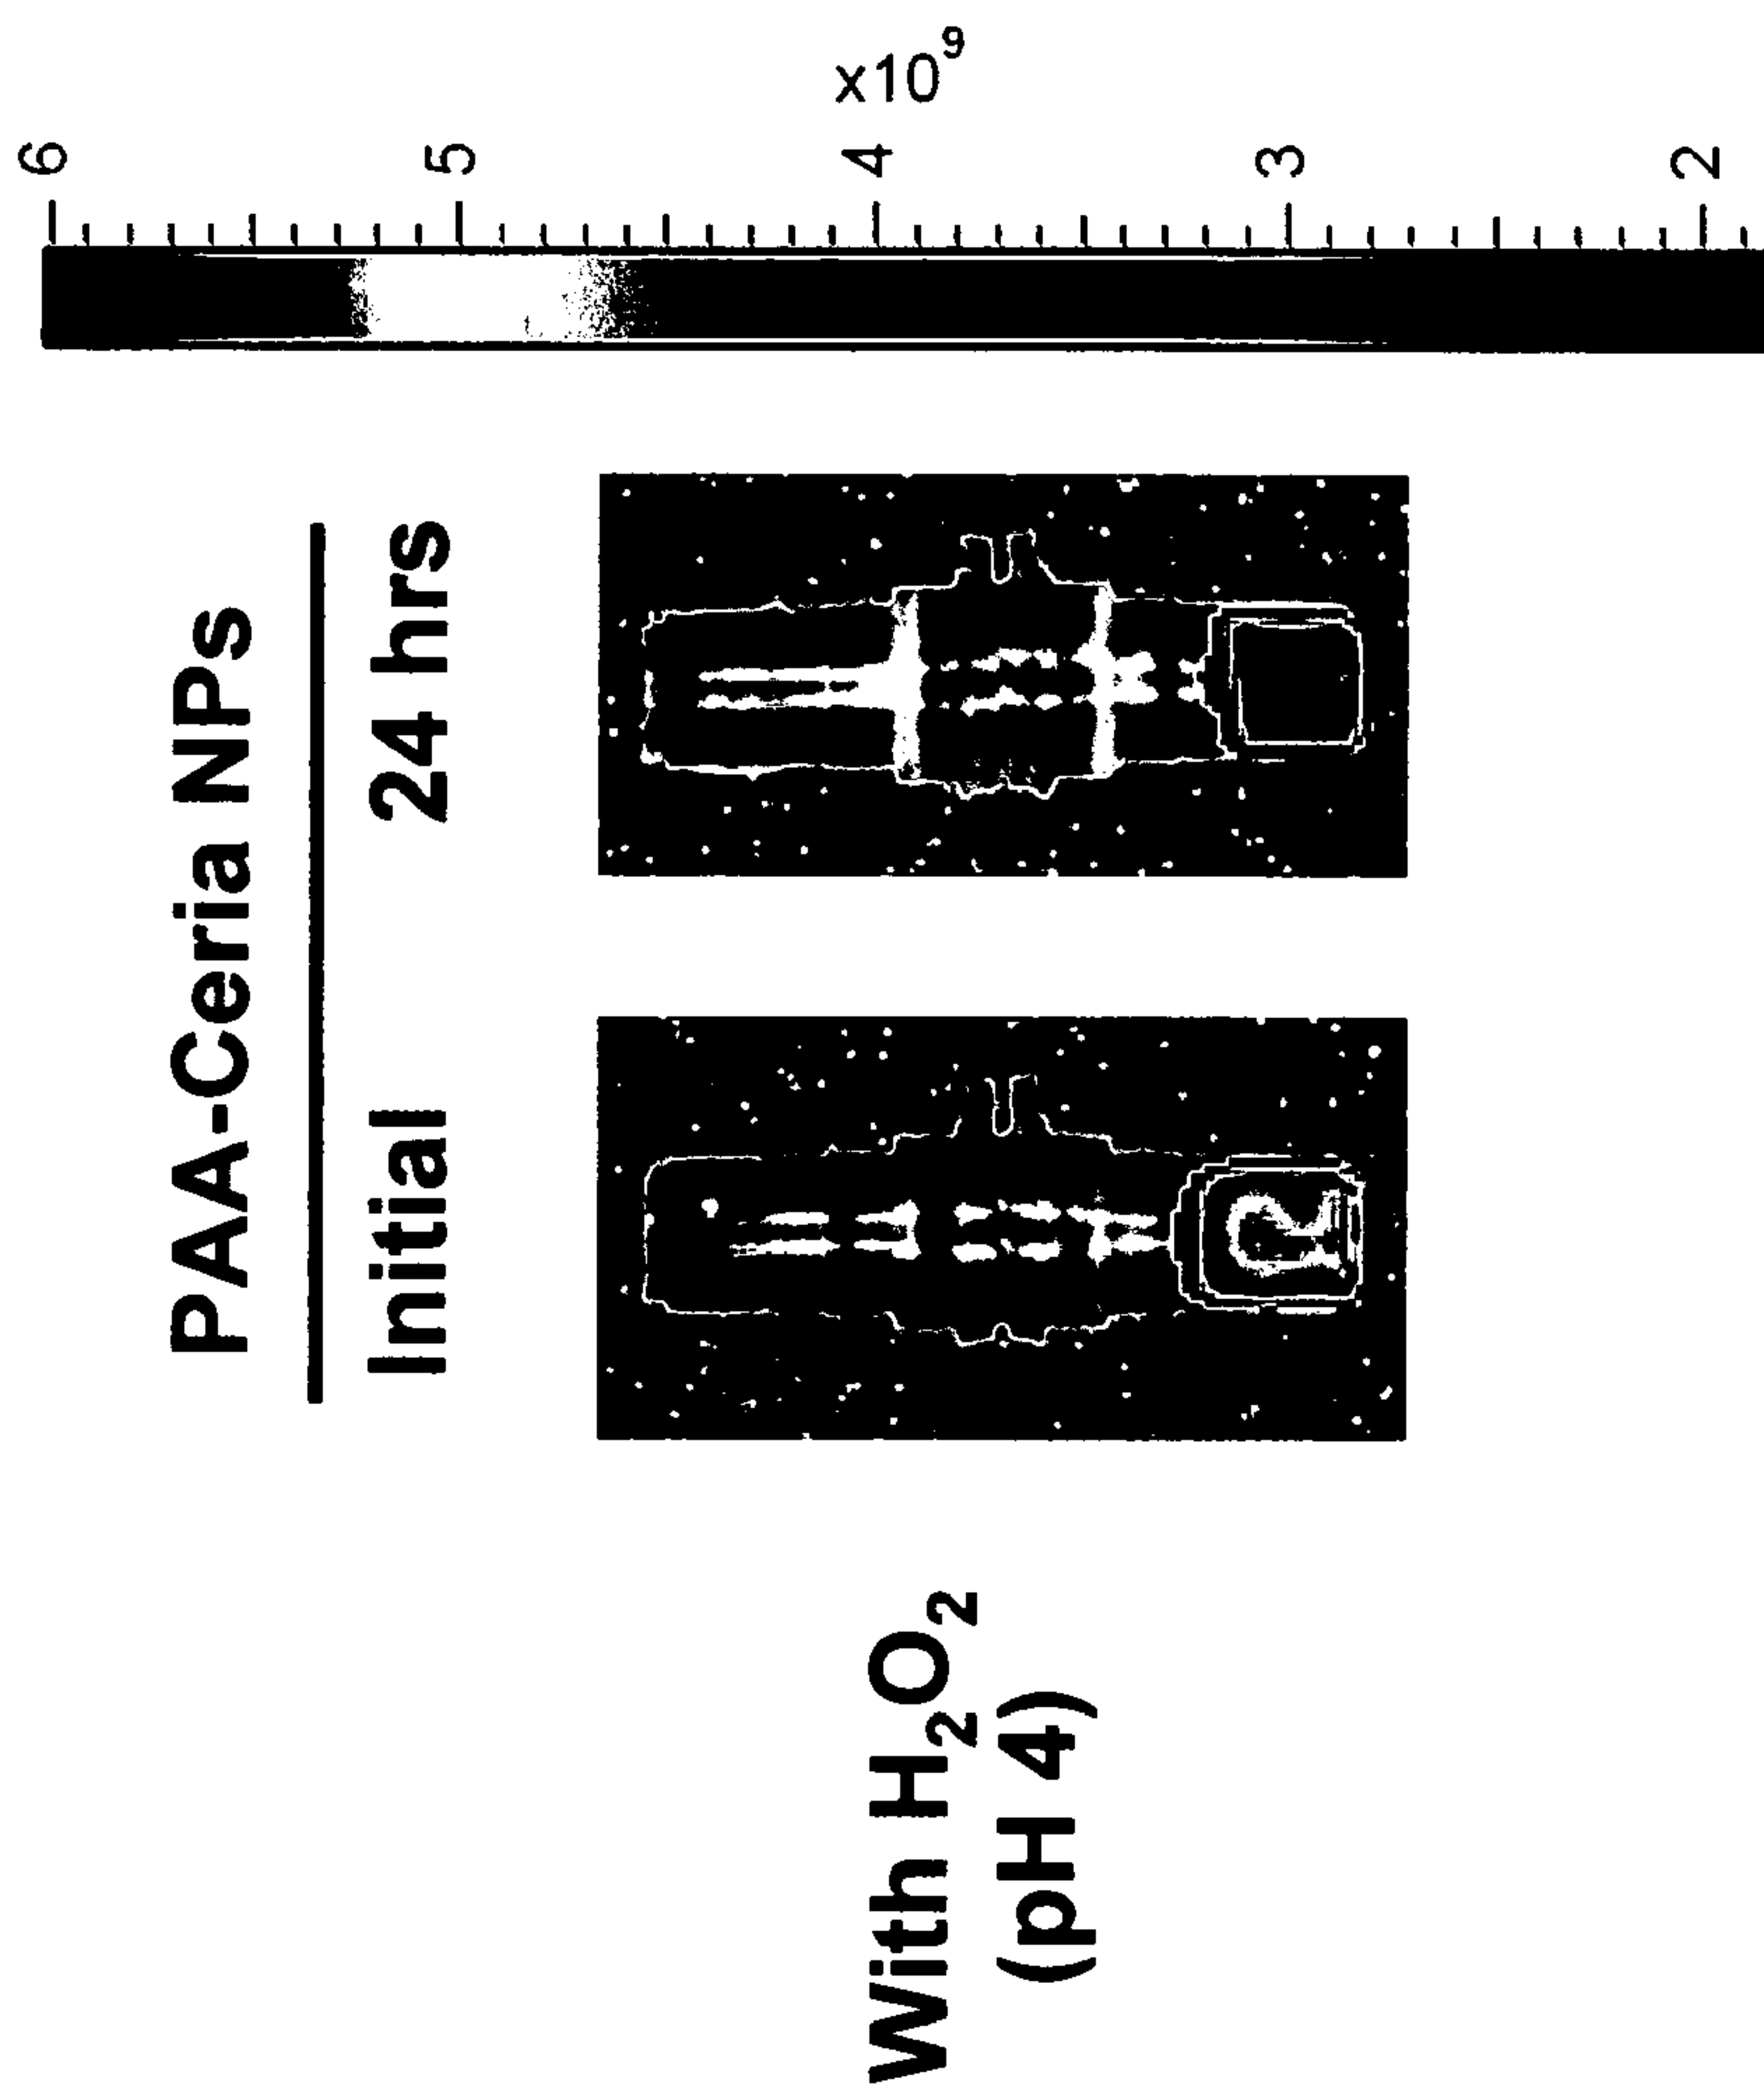 PAA-Ceria NPs
Initial 24 hrs
With H₂O₂
(pH 4)
6
5
4
3
2
x10⁹